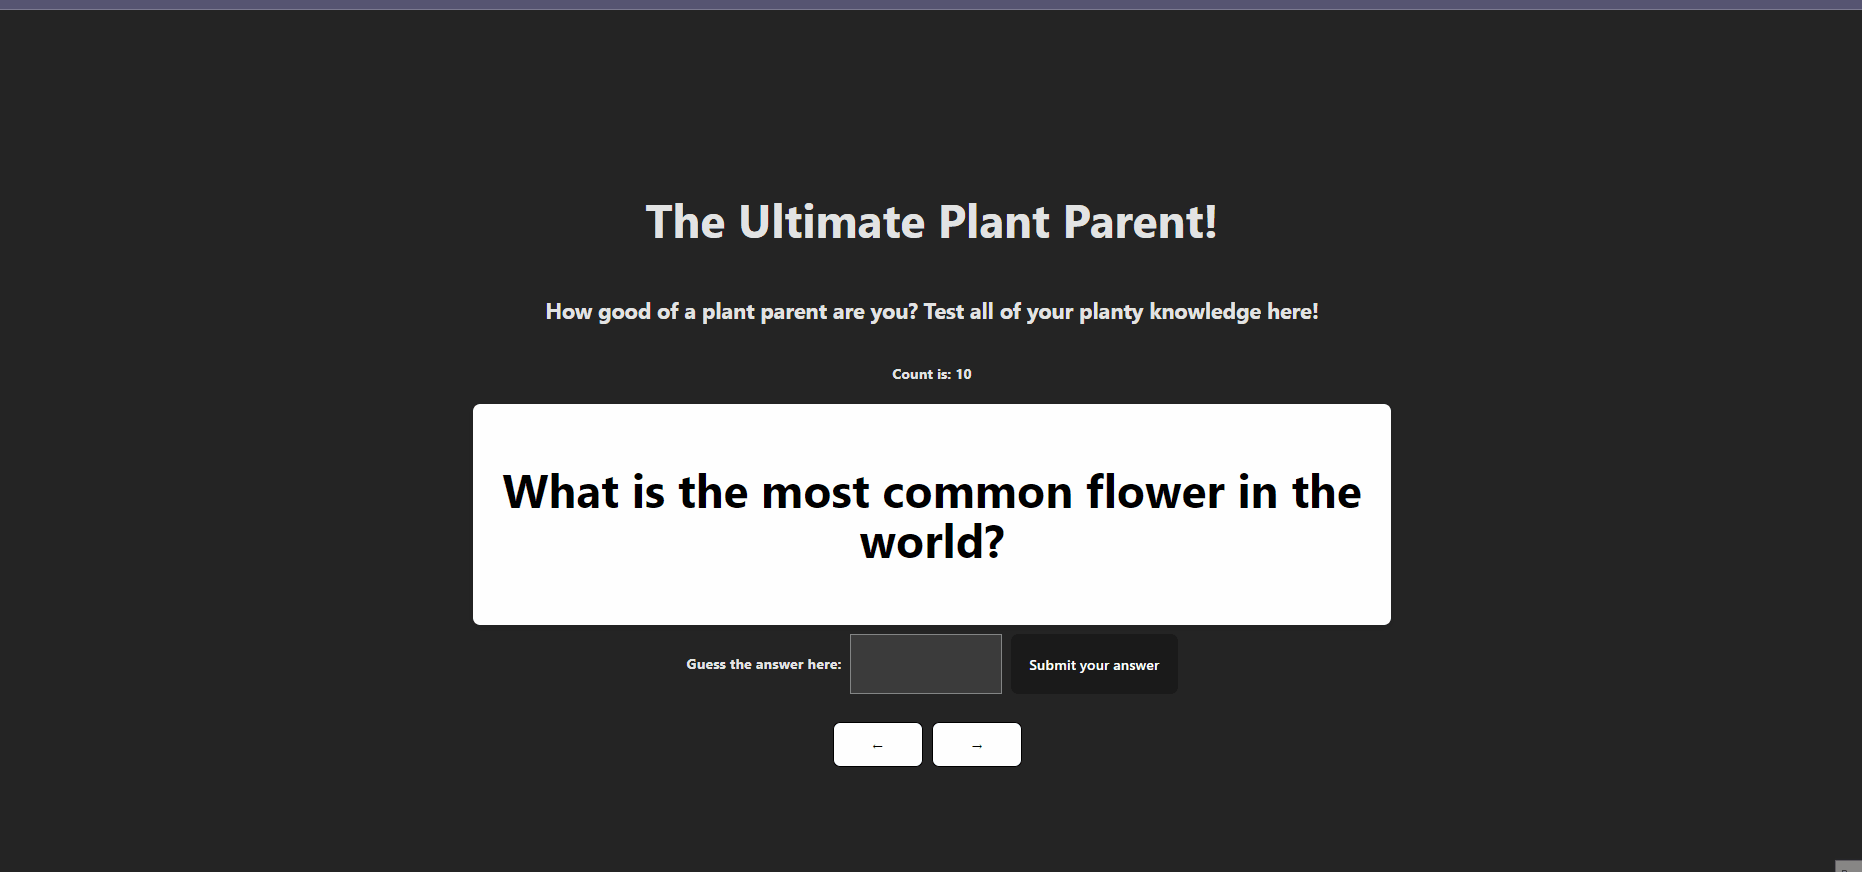 The Ultimate Plant Parent!
How good of a plant parent are you? Test all of your planty knowledge here!
Count is: 10
What is the most common flower in the
world?
Guess the answer here:
Submit your answer
← →